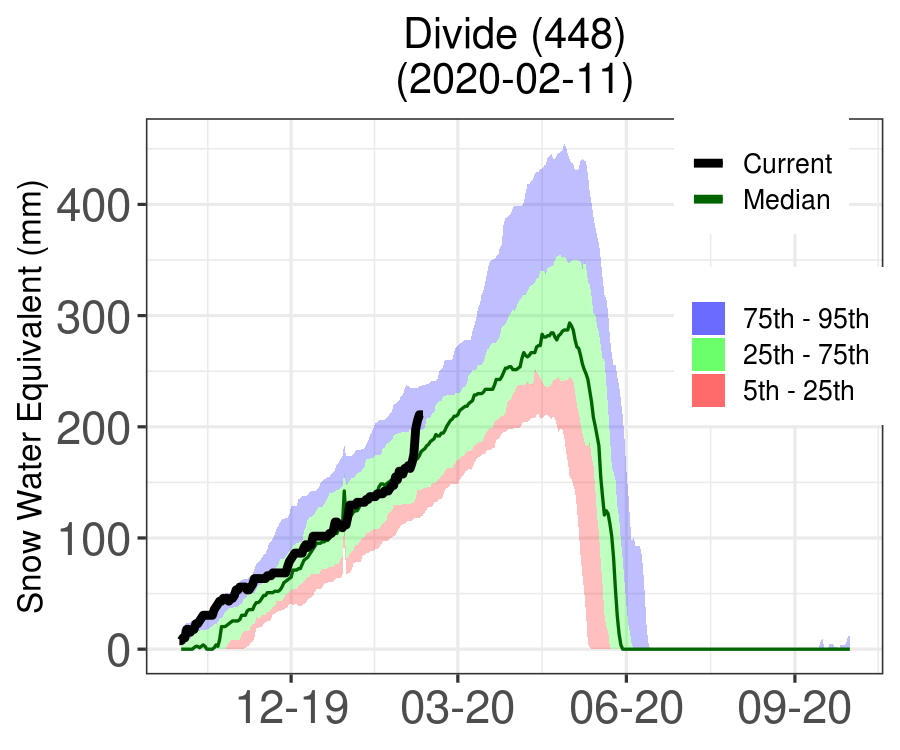 Divide (448)
(2020-02-11)
Snow Water Equivalent (mm)
400
300
200
100
0
12-19
03-20
06-20
09-20
Current
Median
75th - 95th
25th - 75th
5th - 25th